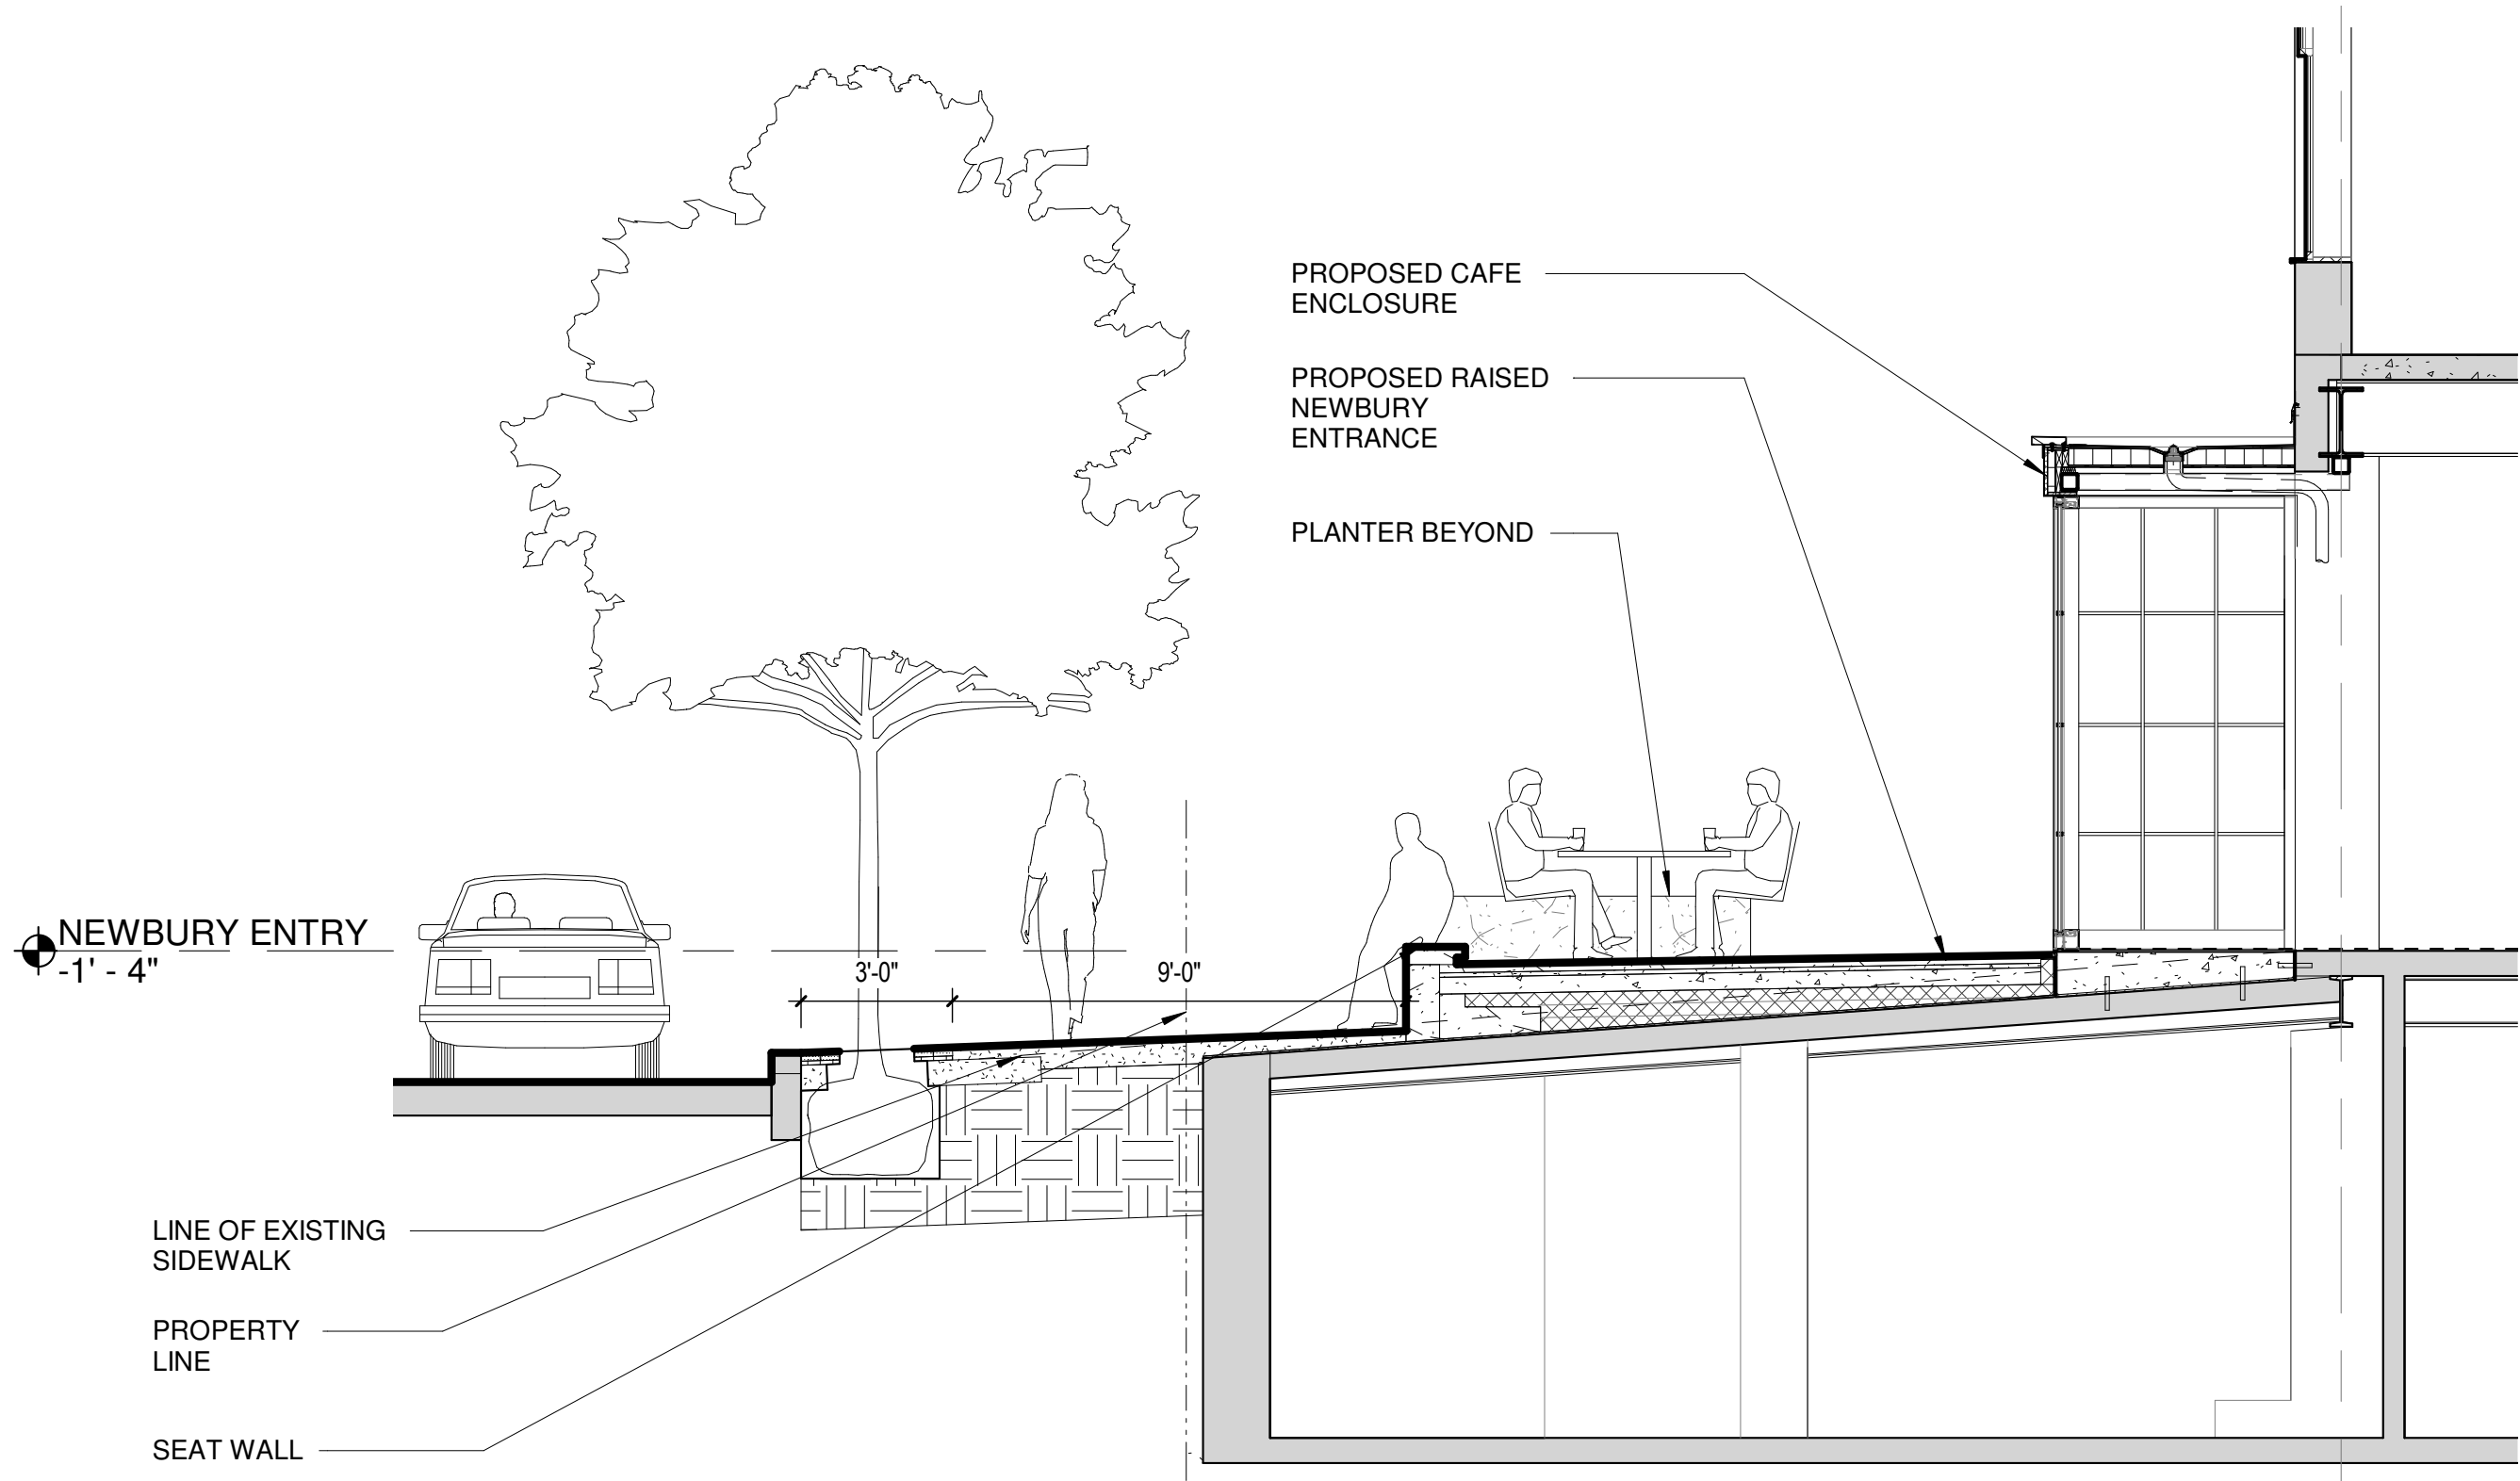 PROPOSED CAFE
ENCLOSURE
PROPOSED RAISED
NEWBURY
ENTRANCE
PLANTER BEYOND
NEWBURY ENTRY
-1' - 4"
3'-0"
9'-0"
LINE OF EXISTING
SIDEWALK
PROPERTY
LINE
SEAT WALL